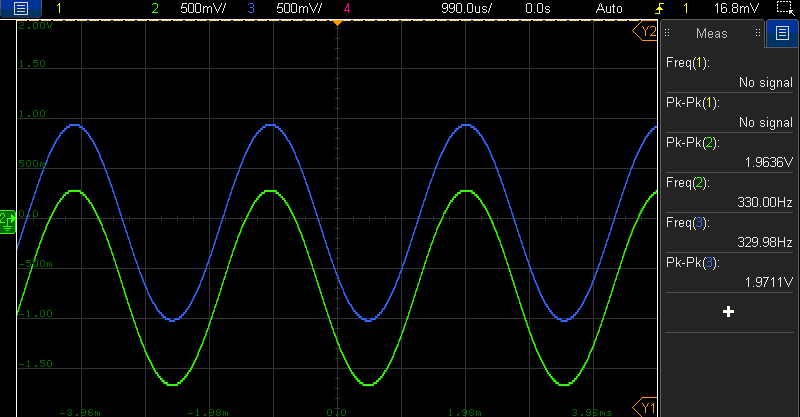 1 2 500mV/ 3 500mV/ 4 990.0us/ 0.0s Auto 1 16.8mV
2.00V
Y2
Meas
1.50
Freq(1):
No signal
1.00
Pk-Pk(1):
No signal
500m
Pk-Pk(2):
1.9636V
Freq(2):
330.00Hz
0.0
2
Freq(3):
329.98Hz
-500m
Pk-Pk(3):
1.9711V
-1.00
-1.50
-3.96m -1.98m 0.0 1.98m 3.96ms
Y1